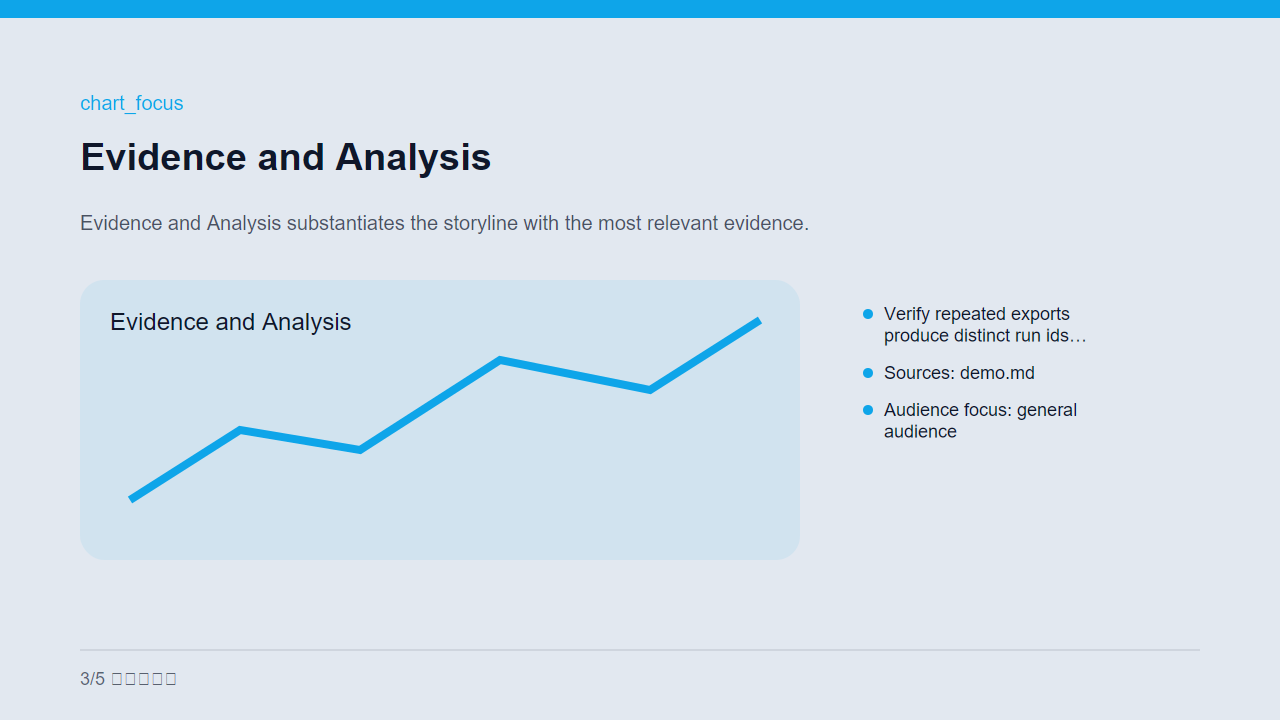 chart_focus
Evidence and Analysis
Evidence and Analysis substantiates the storyline with the most relevant evidence.
Evidence and Analysis
Verify repeated exports
produce distinct run ids…
Sources: demo.md
Audience focus: general
audience
3/5